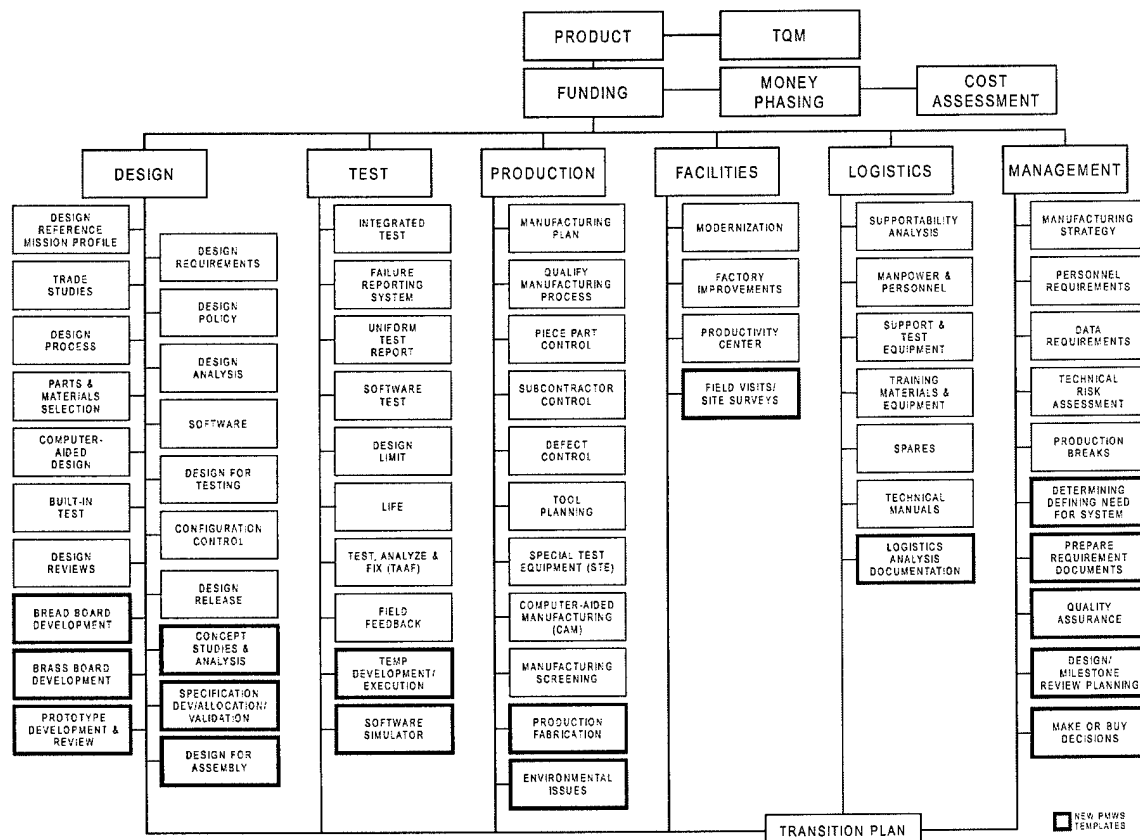 PRODUCT
TQM
FUNDING
MONEY
PHASING
COST
ASSESSMENT
DESIGN
DESIGN
REFERENCE
MISSION PROFILE
TRADE
STUDIES
DESIGN
PROCESS
PARTS &
MATERIALS
SELECTION
COMPUTER-
AIDED
DESIGN
BUILT-IN
TEST
DESIGN
REVIEWS
BREAD BOARD
DEVELOPMENT
BRASS BOARD
DEVELOPMENT
PROTOTYPE
DEVELOPMENT &
REVIEW
DESIGN
REQUIREMENTS
DESIGN
POLICY
DESIGN
ANALYSIS
SOFTWARE
DESIGN FOR
TESTING
CONFIGURATION
CONTROL
DESIGN
RELEASE
CONCEPT
STUDIES &
ANALYSIS
SPECIFICATION
DEV/ALLOCATION/
VALIDATION
DESIGN FOR
ASSEMBLY
TEST
INTEGRATED
TEST
FAILURE
REPORTING
SYSTEM
UNIFORM
TEST
REPORT
SOFTWARE
TEST
DESIGN
LIMIT
LIFE
TEST, ANALYZE &
FIX (TAAF)
FIELD
FEEDBACK
TEMP
DEVELOPMENT/
EXECUTION
SOFTWARE
SIMULATOR
PRODUCTION
MANUFACTURING
PLAN
QUALIFY
MANUFACTURING
PROCESS
PIECE PART
CONTROL
SUBCONTRACTOR
CONTROL
DEFECT
CONTROL
TOOL
PLANNING
SPECIAL TEST
EQUIPMENT (STE)
COMPUTER-AIDED
MANUFACTURING
(CAM)
MANUFACTURING
SCREENING
PRODUCTION
FABRICATION
ENVIRONMENTAL
ISSUES
FACILITIES
MODERNIZATION
FACTORY
IMPROVEMENTS
PRODUCTIVITY
CENTER
FIELD VISITS/
SITE SURVEYS
LOGISTICS
SUPPORTABILITY
ANALYSIS
MANPOWER &
PERSONNEL
SUPPORT &
TEST
EQUIPMENT
TRAINING
MATERIALS &
EQUIPMENT
SPARES
TECHNICAL
MANUALS
LOGISTICS
ANALYSIS
DOCUMENTATION
MANAGEMENT
MANUFACTURING
STRATEGY
PERSONNEL
REQUIREMENTS
DATA
REQUIREMENTS
TECHNICAL
RISK
ASSESSMENT
PRODUCTION
BREAKS
DETERMINING
DEFINING NEED
FOR SYSTEM
PREPARE
REQUIREMENT
DOCUMENTS
QUALITY
ASSURANCE
DESIGN/
MILESTONE
REVIEW PLANNING
MAKE OR BUY
DECISIONS
TRANSITION PLAN
NEW PMWS
TEMPLATES